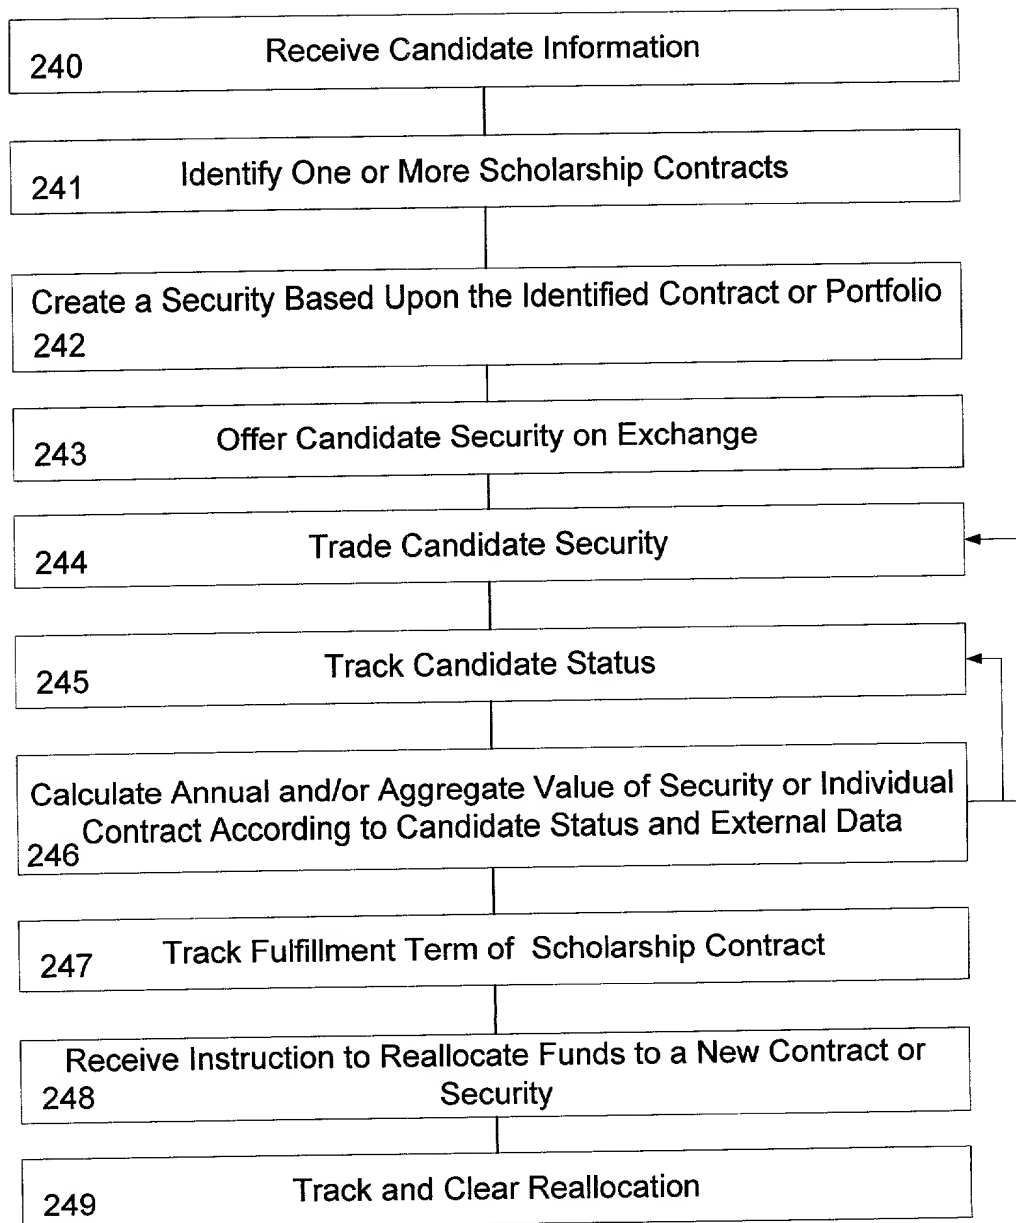 Receive Candidate Information
240
Identify One or More Scholarship Contracts
241
Create a Security Based Upon the Identified Contract or Portfolio
242
Offer Candidate Security on Exchange
243
Trade Candidate Security
244
Track Candidate Status
245
Calculate Annual and/or Aggregate Value of Security or Individual
Contract According to Candidate Status and External Data
246
Track Fulfillment Term of Scholarship Contract
247
Receive Instruction to Reallocate Funds to a New Contract or
Security
248
Track and Clear Reallocation
249